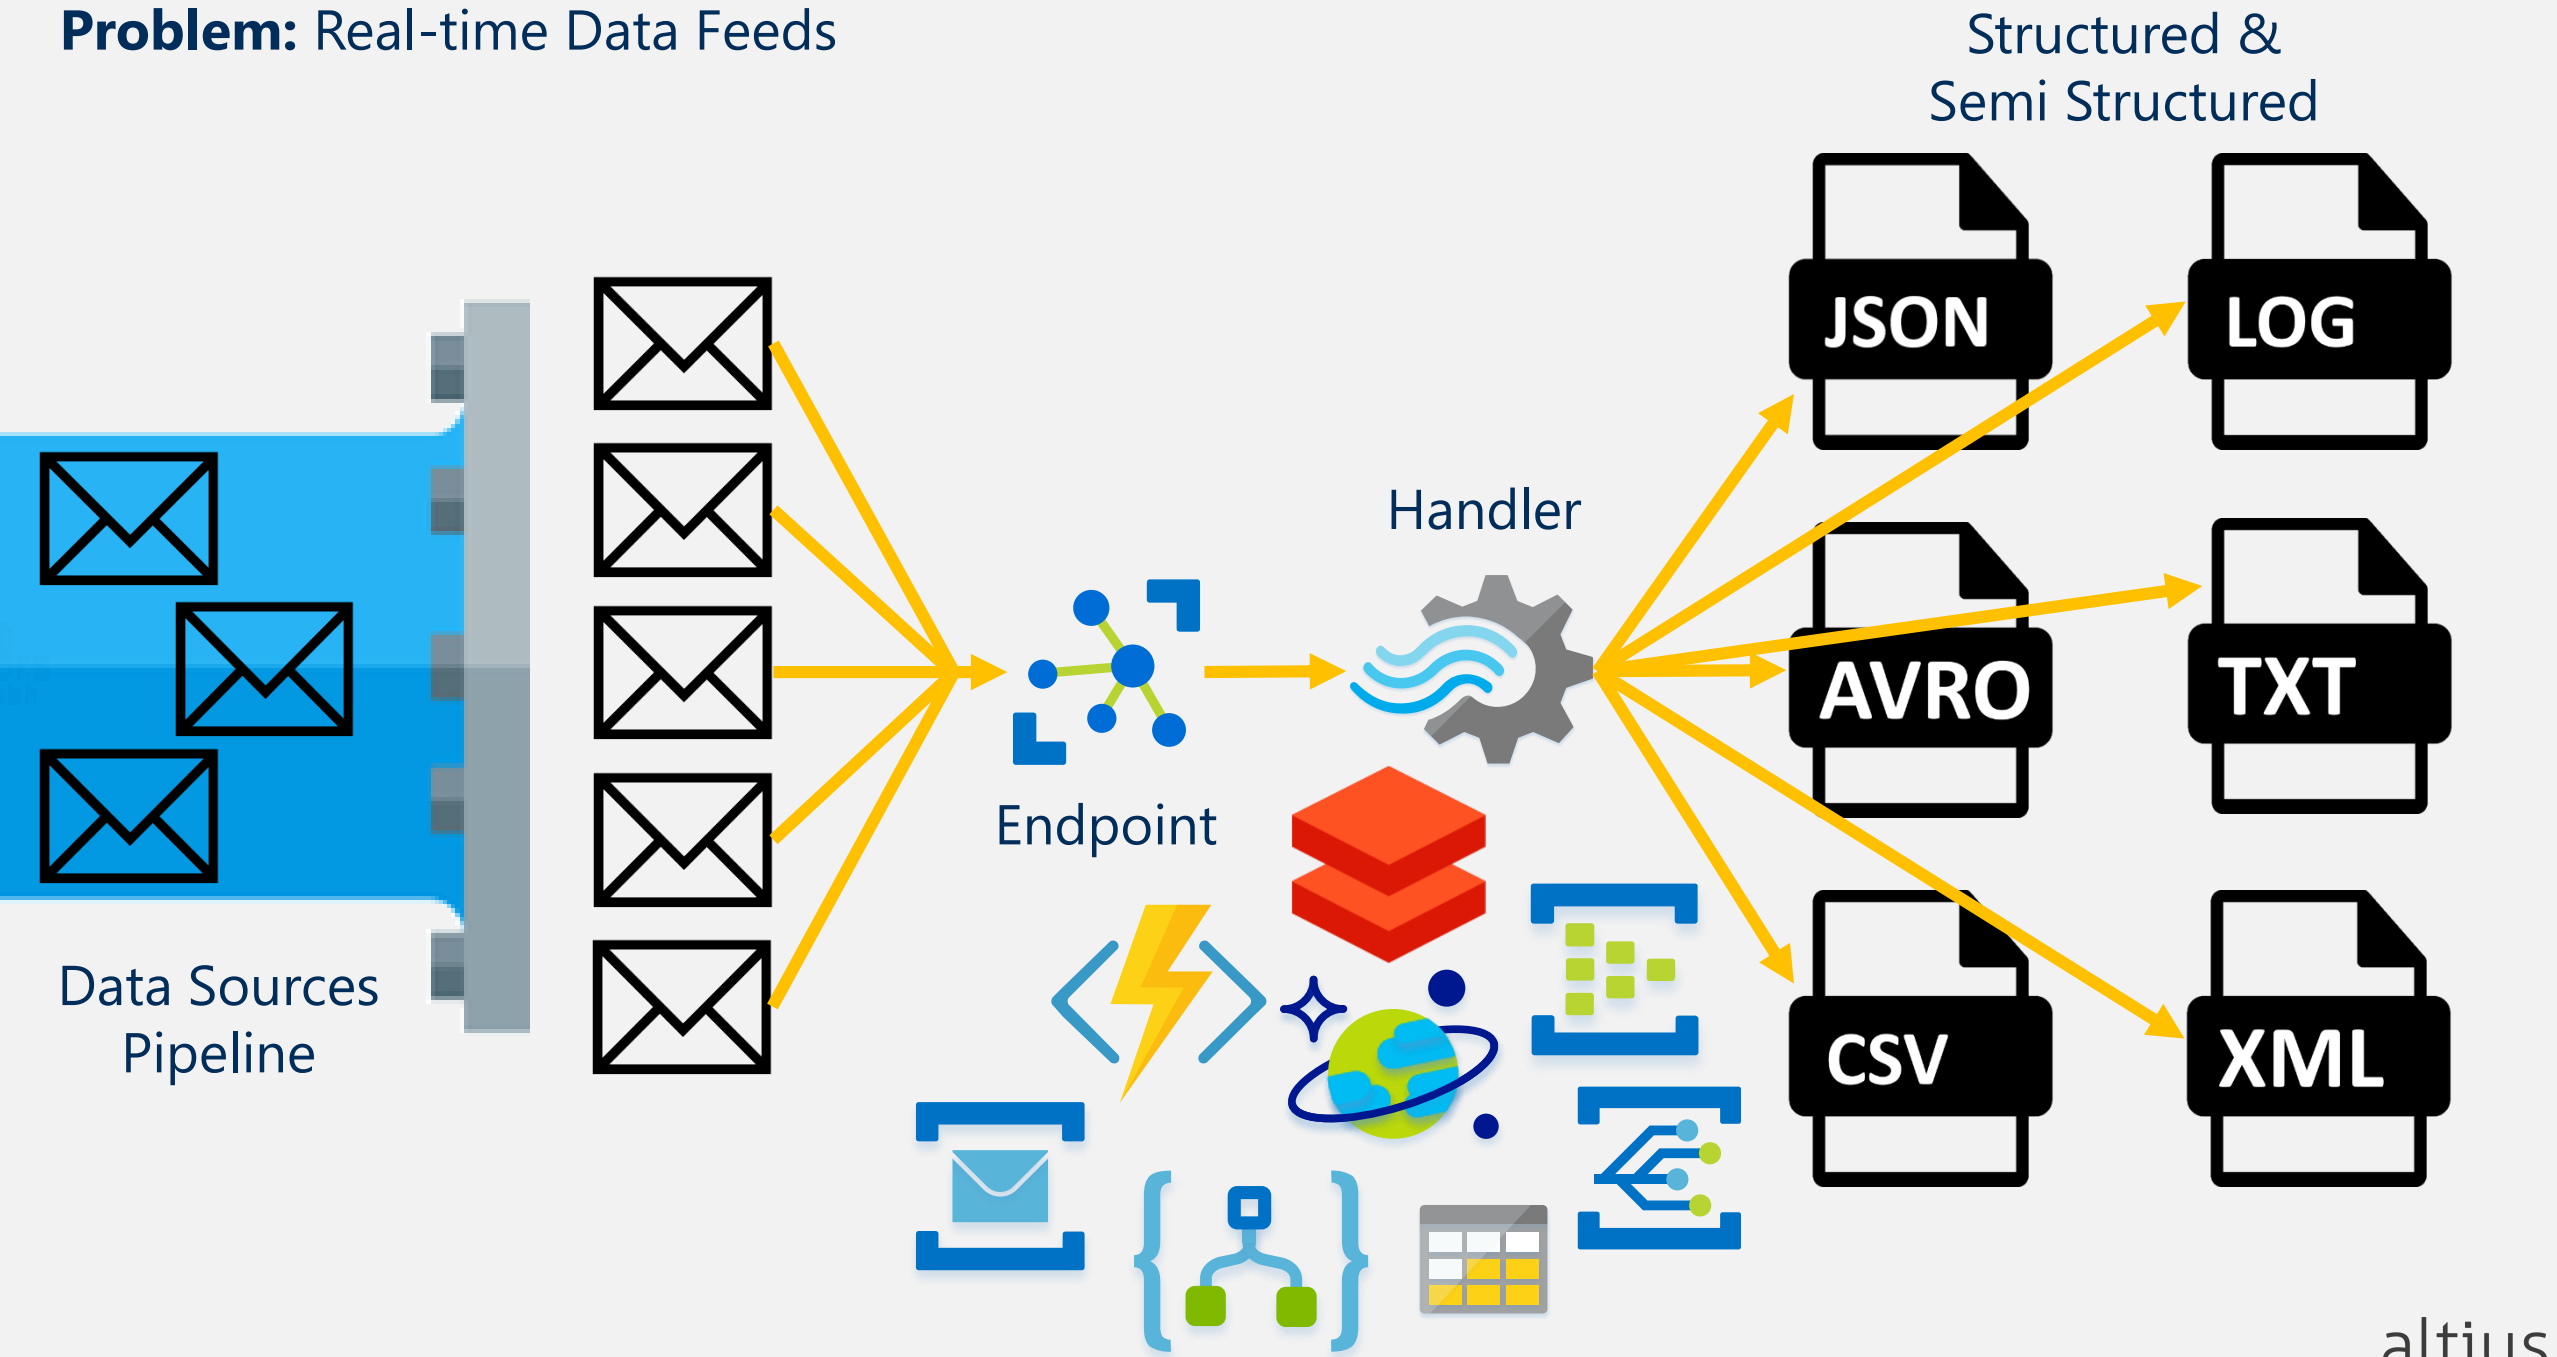 Problem: Real-time Data Feeds
Structured &
Semi Structured
JSON
LOG
Handler
AVRO
TXT
Endpoint
Data Sources
Pipeline
CSV
XML
altius